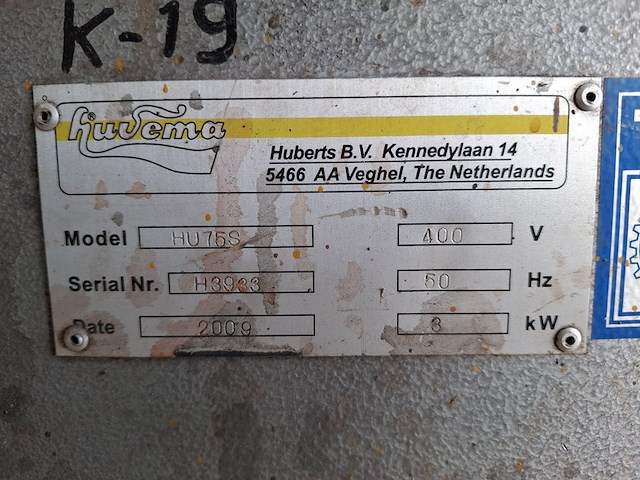 K-19
huvema
Huberts B.V. Kennedylaan 14
5466 AA Veghel, The Netherlands
Model HU75S 400 V
Serial Nr. H3933 50 Hz
Date 2009 3 kW